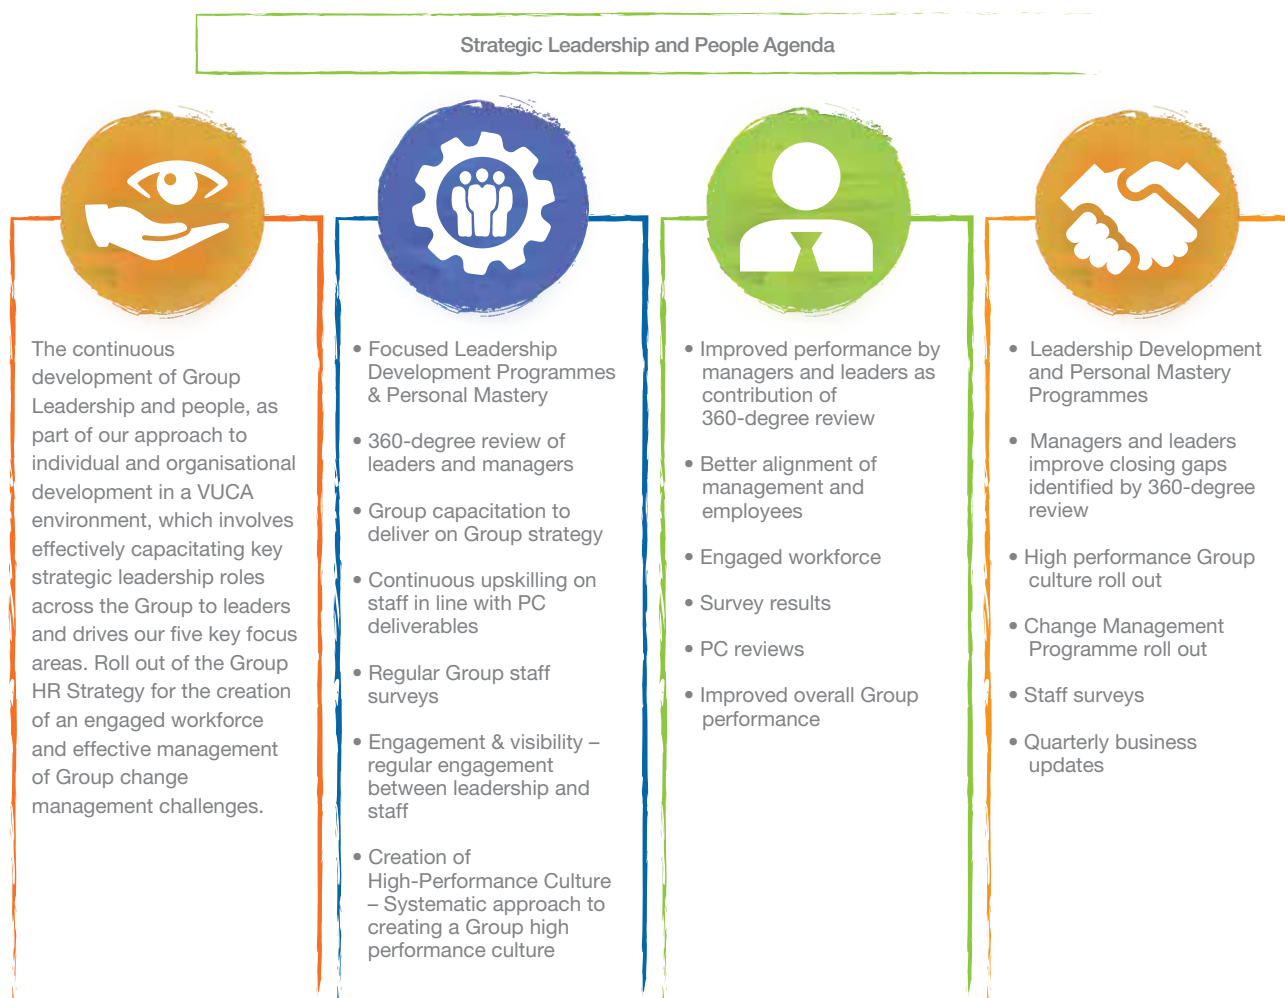 Strategic Leadership and People Agenda
The continuous
development of Group
Leadership and people, as
part of our approach to
individual and organisational
development in a VUCA
environment, which involves
effectively capacitating key
strategic leadership roles
across the Group to leaders
and drives our five key focus
areas. Roll out of the Group
HR Strategy for the creation
of an engaged workforce
and effective management
of Group change
management challenges.
• Focused Leadership
Development Programmes
& Personal Mastery
• 360-degree review of
leaders and managers
• Group capacitation to
deliver on Group strategy
• Continuous upskilling on
staff in line with PC
deliverables
• Regular Group staff
surveys
• Engagement & visibility –
regular engagement
between leadership and
staff
• Creation of
High-Performance Culture
– Systematic approach to
creating a Group high
performance culture
• Improved performance by
managers and leaders as
contribution of
360-degree review
• Better alignment of
management and
employees
• Engaged workforce
• Survey results
• PC reviews
• Improved overall Group
performance
• Leadership Development
and Personal Mastery
Programmes
• Managers and leaders
improve closing gaps
identified by 360-degree
review
• High performance Group
culture roll out
• Change Management
Programme roll out
• Staff surveys
• Quarterly business
updates